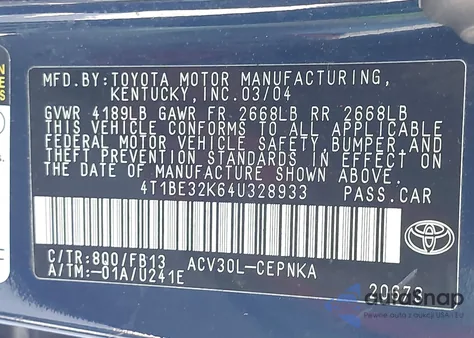 MFD.BY:TOYOTA MOTOR MANUFACTURING,
KENTUCKY,INC.03/04
GVWR 4189LB GAWR FR 2668LB RR 2668LB
THIS VEHICLE CONFORMS TO ALL APPLICABLE
FEDERAL MOTOR VEHICLE SAFETY,BUMPER,AND
THEFT PREVENTION STANDARDS IN EFFECT ON
THE DATE OF MANUFACTURE SHOWN ABOVE.
4T1BE32K64U328933 PASS.CAR
C/TR:8Q0/FB13 ACV30L-CEPNKA
A/TM:-01A/U241E
TOYOTA